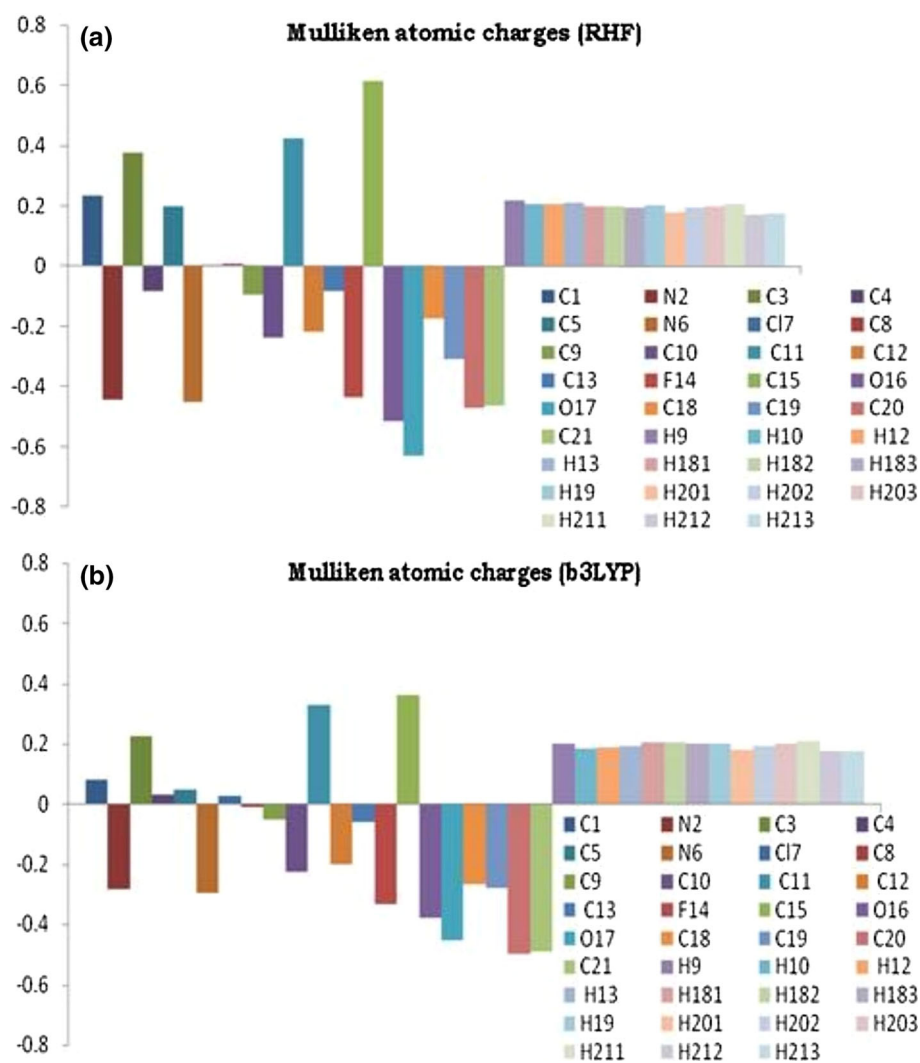 (a) Mulliken atomic charges (RHF)
0.8
0.6
0.4
0.2
0
-0.2
-0.4
-0.6
-0.8
C1 N2 C3 C4
C5 N6 Cl7 C8
C9 C10 C11 C12
C13 F14 C15 O16
O17 C18 C19 C20
C21 H9 H10 H12
H13 H181 H182 H183
H19 H201 H202 H203
H211 H212 H213
(b) Mulliken atomic charges (b3LYP)
0.8
0.6
0.4
0.2
0
-0.2
-0.4
-0.6
-0.8
C1 N2 C3 C4
C5 N6 Cl7 C8
C9 C10 C11 C12
C13 F14 C15 O16
O17 C18 C19 C20
C21 H9 H10 H12
H13 H181 H182 H183
H19 H201 H202 H203
H211 H212 H213